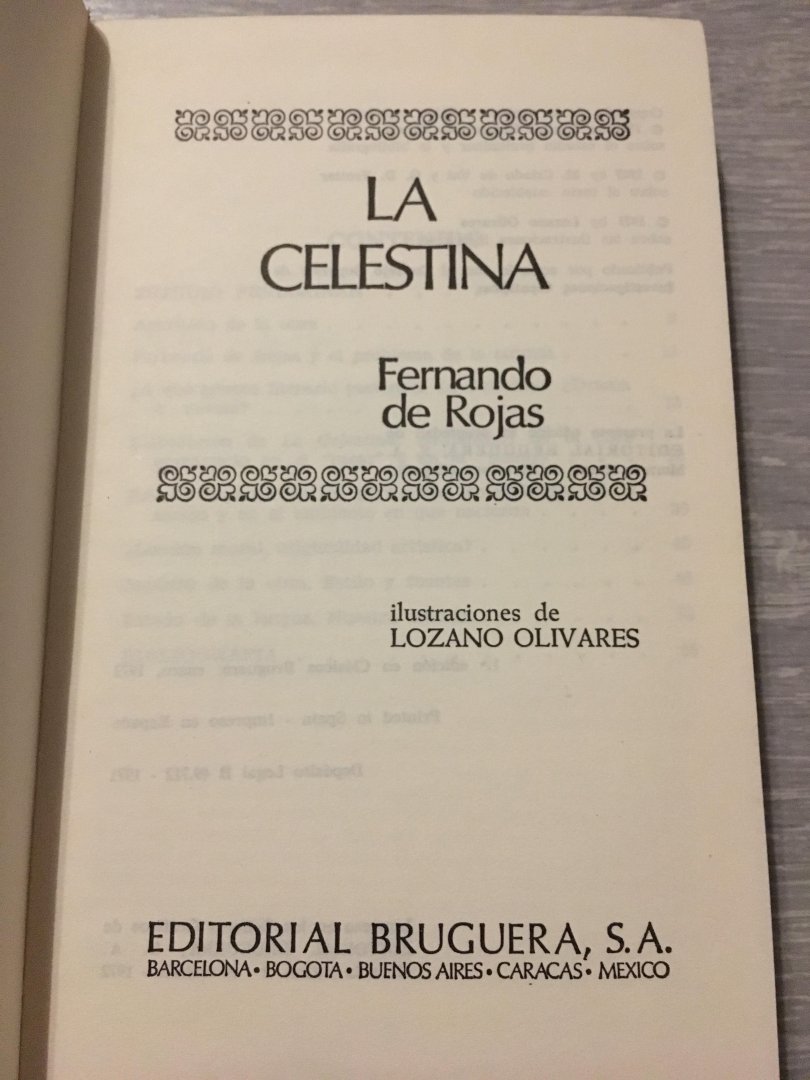 LA
CELESTINA
Fernando
de Rojas
ilustraciones de
LOZANO OLIVARES
EDITORIAL BRUGUERA, S.A.
BARCELONA • BOGOTA • BUENOS AIRES • CARACAS • MEXICO